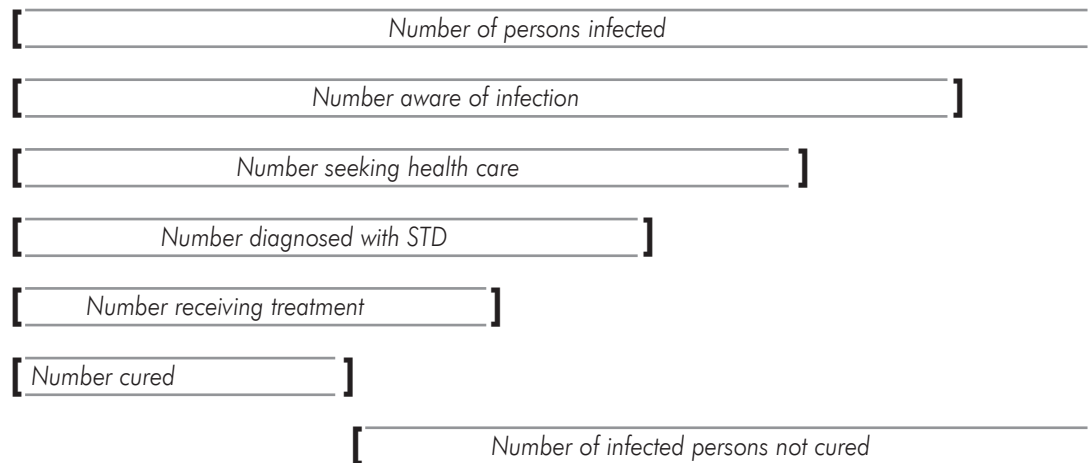 Number of persons infected
Number aware of infection
Number seeking health care
Number diagnosed with STD
Number receiving treatment
Number cured
Number of infected persons not cured